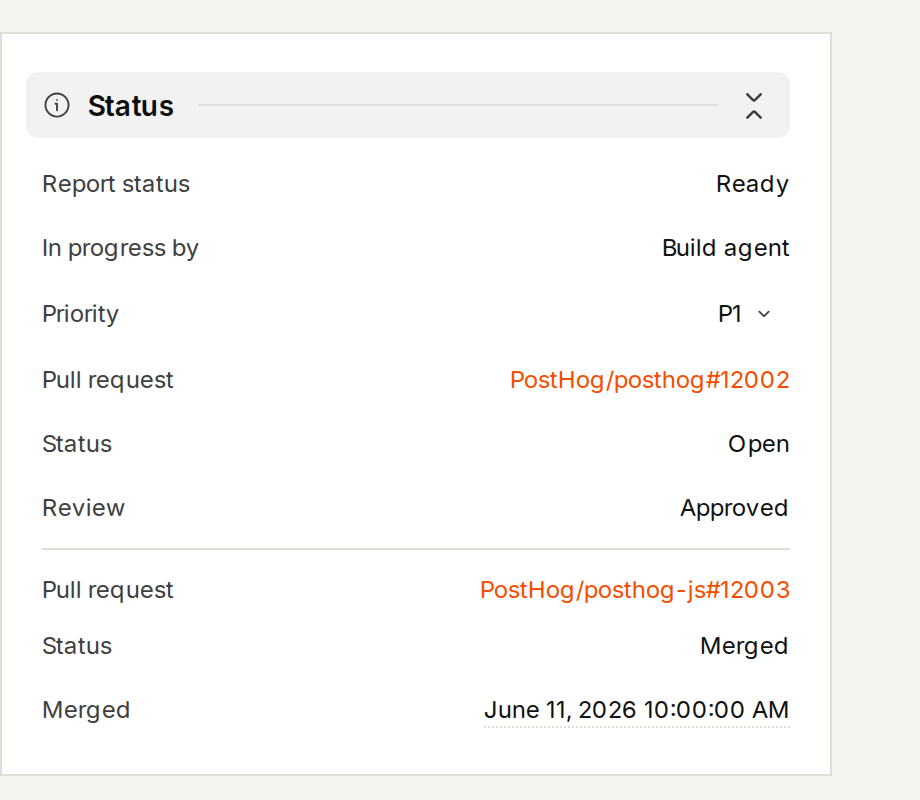 Status
Report status Ready
In progress by Build agent
Priority P1
Pull request PostHog/posthog#12002
Status Open
Review Approved
Pull request PostHog/posthog-js#12003
Status Merged
Merged June 11, 2026 10:00:00 AM